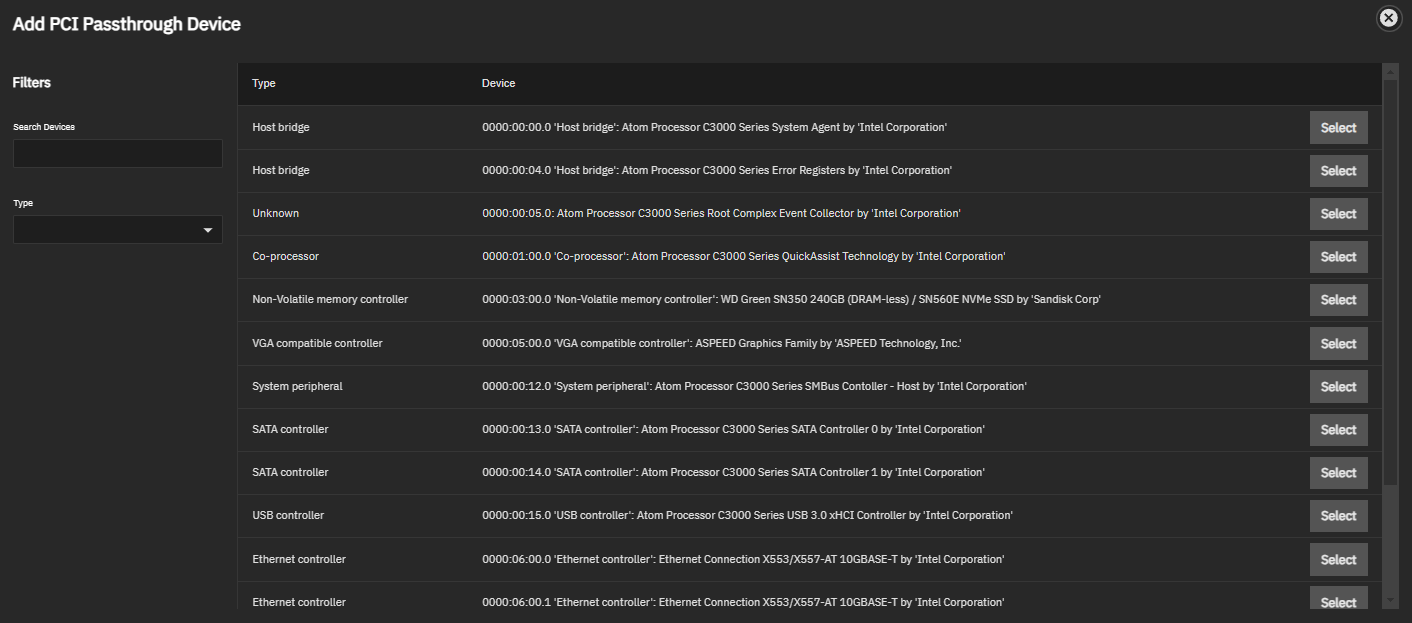 Add PCI Passthrough Device
Filters
Search Devices
Type
Type Device
Host bridge 0000:00:00.0 'Host bridge': Atom Processor C3000 Series System Agent by 'Intel Corporation' Select
Host bridge 0000:00:04.0 'Host bridge': Atom Processor C3000 Series Error Registers by 'Intel Corporation' Select
Unknown 0000:00:05.0: Atom Processor C3000 Series Root Complex Event Collector by 'Intel Corporation' Select
Co-processor 0000:01:00.0 'Co-processor': Atom Processor C3000 Series QuickAssist Technology by 'Intel Corporation' Select
Non-Volatile memory controller 0000:03:00.0 'Non-Volatile memory controller': WD Green SN350 240GB (DRAM-less) / SN560E NVMe SSD by 'Sandisk Corp' Select
VGA compatible controller 0000:05:00.0 'VGA compatible controller': ASPEED Graphics Family by 'ASPEED Technology, Inc.' Select
System peripheral 0000:00:12.0 'System peripheral': Atom Processor C3000 Series SMBus Contoller - Host by 'Intel Corporation' Select
SATA controller 0000:00:13.0 'SATA controller': Atom Processor C3000 Series SATA Controller 0 by 'Intel Corporation' Select
SATA controller 0000:00:14.0 'SATA controller': Atom Processor C3000 Series SATA Controller 1 by 'Intel Corporation' Select
USB controller 0000:00:15.0 'USB controller': Atom Processor C3000 Series USB 3.0 xHCI Controller by 'Intel Corporation' Select
Ethernet controller 0000:06:00.0 'Ethernet controller': Ethernet Connection X553/X557-AT 10GBASE-T by 'Intel Corporation' Select
Ethernet controller 0000:06:00.1 'Ethernet controller': Ethernet Connection X553/X557-AT 10GBASE-T by 'Intel Corporation' Select